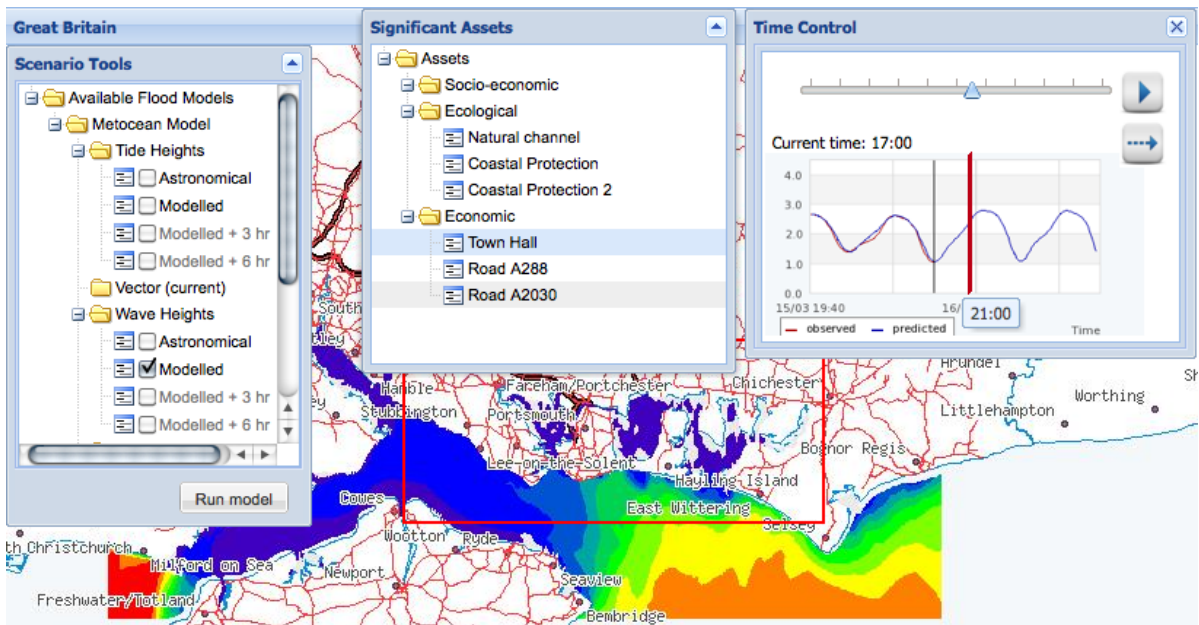 Great Britain
Scenario Tools
Available Flood Models
Metocean Model
Tide Heights
Astronomical
Modelled
Modelled + 3 hr
Modelled + 6 hr
Vector (current)
Wave Heights
Astronomical
Modelled
Modelled + 3 hr
Modelled + 6 hr
Run model
Significant Assets
Assets
Socio-economic
Ecological
Natural channel
Coastal Protection
Coastal Protection 2
Economic
Town Hall
Road A288
Road A2030
Time Control
Current time: 17:00
4.0
3.0
2.0
1.0
0.0
15/03 19:40
16/
21:00
observed
predicted
Time
South
Hamble
Fareham/Portchester
Chichester
Arundel
Worthing
Stubbington
Portsmouth
Littlehampton
Bognor Regis
Lee-on-the-Solent
Hayling Island
Cowes
East Wittering
Selsey
Wootton
Ryde
th Christchurch
Milford on Sea
Newport
Seaview
Freshwater/Totland
Bembridge